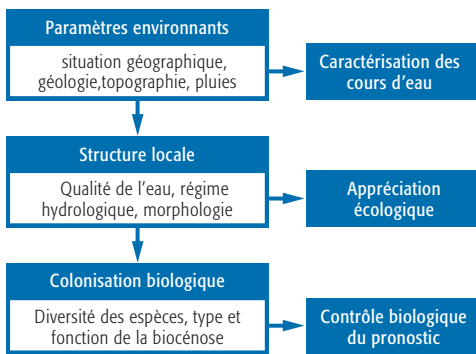 Paramètres environnants
situation géographique,
géologie,topographie, pluies
Caractérisation des
cours d'eau
Structure locale
Qualité de l'eau, régime
hydrologique, morphologie
Appréciation
écologique
Colonisation biologique
Diversité des espèces, type et
fonction de la biocénose
Contrôle biologique
du pronostic